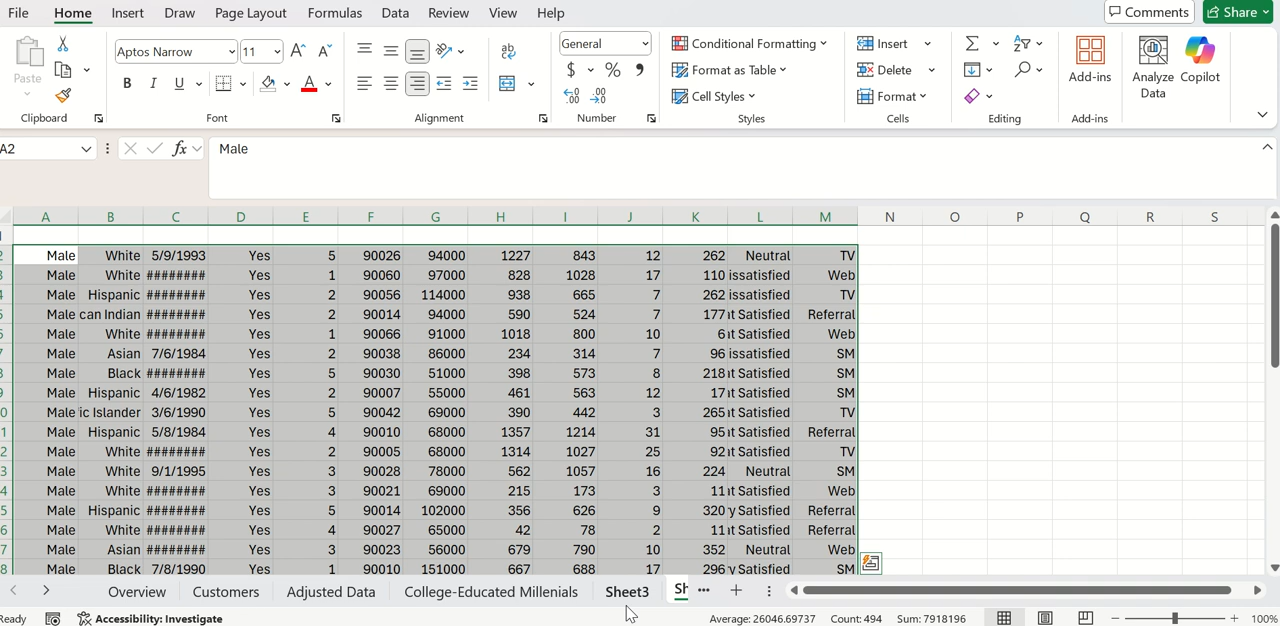 File Home Insert Draw Page Layout Formulas Data Review View Help Comments Share
Aptos Narrow 11 General Conditional Formatting Insert
Paste B I U $ % 9 Format as Table Delete Add-ins Analyze Data Copilot
Cell Styles Format
Clipboard Font Alignment Number Styles Cells Editing Add-ins
A2 fx Male
A B C D E F G H I J K L M N O P Q R S
Male White 5/9/1993 Yes 5 90026 94000 1227 843 12 262 Neutral TV
Male White ######## Yes 1 90060 97000 828 1028 17 110 issatisfied Web
Male Hispanic ######## Yes 2 90056 114000 938 665 7 262 issatisfied TV
Male can Indian ######## Yes 2 90014 94000 590 524 7 177 ıt Satisfied Referral
Male White ######## Yes 1 90066 91000 1018 800 10 6 ıt Satisfied Web
Male Asian 7/6/1984 Yes 2 90038 86000 234 314 7 96 issatisfied SM
Male Black ######## Yes 5 90030 51000 398 573 8 218 ıt Satisfied SM
Male Hispanic 4/6/1982 Yes 2 90007 55000 461 563 12 17 ıt Satisfied SM
Male ic Islander 3/6/1990 Yes 5 90042 69000 390 442 3 265 ıt Satisfied TV
Male Hispanic 5/8/1984 Yes 4 90010 68000 1357 1214 31 95 ıt Satisfied Referral
Male White ######## Yes 2 90005 68000 1314 1027 25 92 ıt Satisfied TV
Male White 9/1/1995 Yes 3 90028 78000 562 1057 16 224 Neutral SM
Male White ######## Yes 3 90021 69000 215 173 3 11 ıt Satisfied Web
Male Hispanic ######## Yes 5 90014 102000 356 626 9 320 y Satisfied Referral
Male White ######## Yes 4 90027 65000 42 78 2 11 ıt Satisfied Referral
Male Asian ######## Yes 3 90023 56000 679 790 10 352 Neutral Web
Male Black 7/8/1990 Yes 1 90010 151000 667 688 17 296 y Satisfied SM
Overview Customers Adjusted Data College-Educated Millenials Sheet3 Sh ···
Ready Accessibility: Investigate Average: 26046.69737 Count: 494 Sum: 7918196 100%